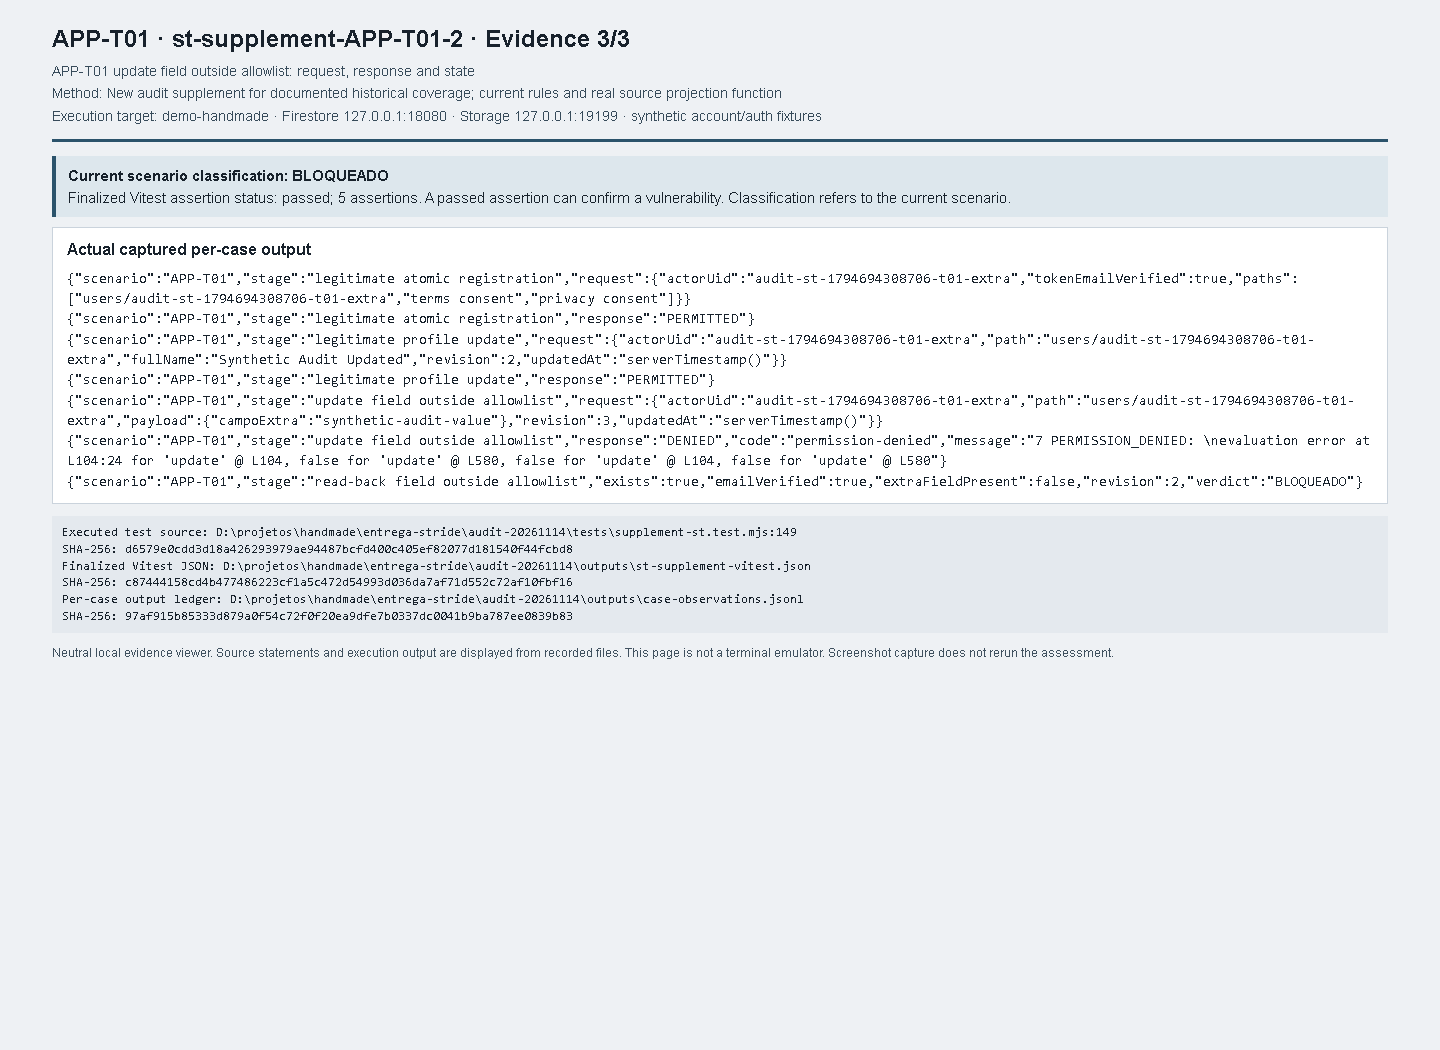 APP-T01 · st-supplement-APP-T01-2 · Evidence 3/3
APP-T01 update field outside allowlist: request, response and state
Method: New audit supplement for documented historical coverage; current rules and real source projection function
Execution target: demo-handmade · Firestore 127.0.0.1:18080 · Storage 127.0.0.1:19199 · synthetic account/auth fixtures
Current scenario classification: BLOQUEADO
Finalized Vitest assertion status: passed; 5 assertions. A passed assertion can confirm a vulnerability. Classification refers to the current scenario.
Actual captured per-case output
{"scenario":"APP-T01","stage":"legitimate atomic registration","request":{"actorUid":"audit-st-1794694308706-t01-extra","tokenEmailVerified":true,"paths":
["users/audit-st-1794694308706-t01-extra","terms consent","privacy consent"]}}
{"scenario":"APP-T01","stage":"legitimate atomic registration","response":"PERMITTED"}
{"scenario":"APP-T01","stage":"legitimate profile update","request":{"actorUid":"audit-st-1794694308706-t01-extra","path":"users/audit-st-1794694308706-t01-
extra","fullName":"Synthetic Audit Updated","revision":2,"updatedAt":"serverTimestamp()"}}
{"scenario":"APP-T01","stage":"legitimate profile update","response":"PERMITTED"}
{"scenario":"APP-T01","stage":"update field outside allowlist","request":{"actorUid":"audit-st-1794694308706-t01-extra","path":"users/audit-st-1794694308706-t01-
extra","payload":{"campoExtra":"synthetic-audit-value"},"revision":3,"updatedAt":"serverTimestamp()"}}
{"scenario":"APP-T01","stage":"update field outside allowlist","response":"DENIED","code":"permission-denied","message":"7 PERMISSION_DENIED: \nevaluation error at
L104:24 for 'update' @ L104, false for 'update' @ L580, false for 'update' @ L104, false for 'update' @ L580"}
{"scenario":"APP-T01","stage":"read-back field outside allowlist","exists":true,"emailVerified":true,"extraFieldPresent":false,"revision":2,"verdict":"BLOQUEADO"}
Executed test source: D:\projetos\handmade\entrega-stride\audit-20261114\tests\supplement-st.test.mjs:149
SHA-256: d6579e0cdd3d18a426293979ae94487bcfd400c405ef82077d181540f44fcbd8
Finalized Vitest JSON: D:\projetos\handmade\entrega-stride\audit-20261114\outputs\st-supplement-vitest.json
SHA-256: c87444158cd4b477486223cf1a5c472d54993d036da7af71d552c72af10fbf16
Per-case output ledger: D:\projetos\handmade\entrega-stride\audit-20261114\outputs\case-observations.jsonl
SHA-256: 97af915b85333d879a0f54c72f0f20ea9dfe7b0337dc0041b9ba787ee0839b83
Neutral local evidence viewer. Source statements and execution output are displayed from recorded files. This page is not a terminal emulator. Screenshot capture does not rerun the assessment.